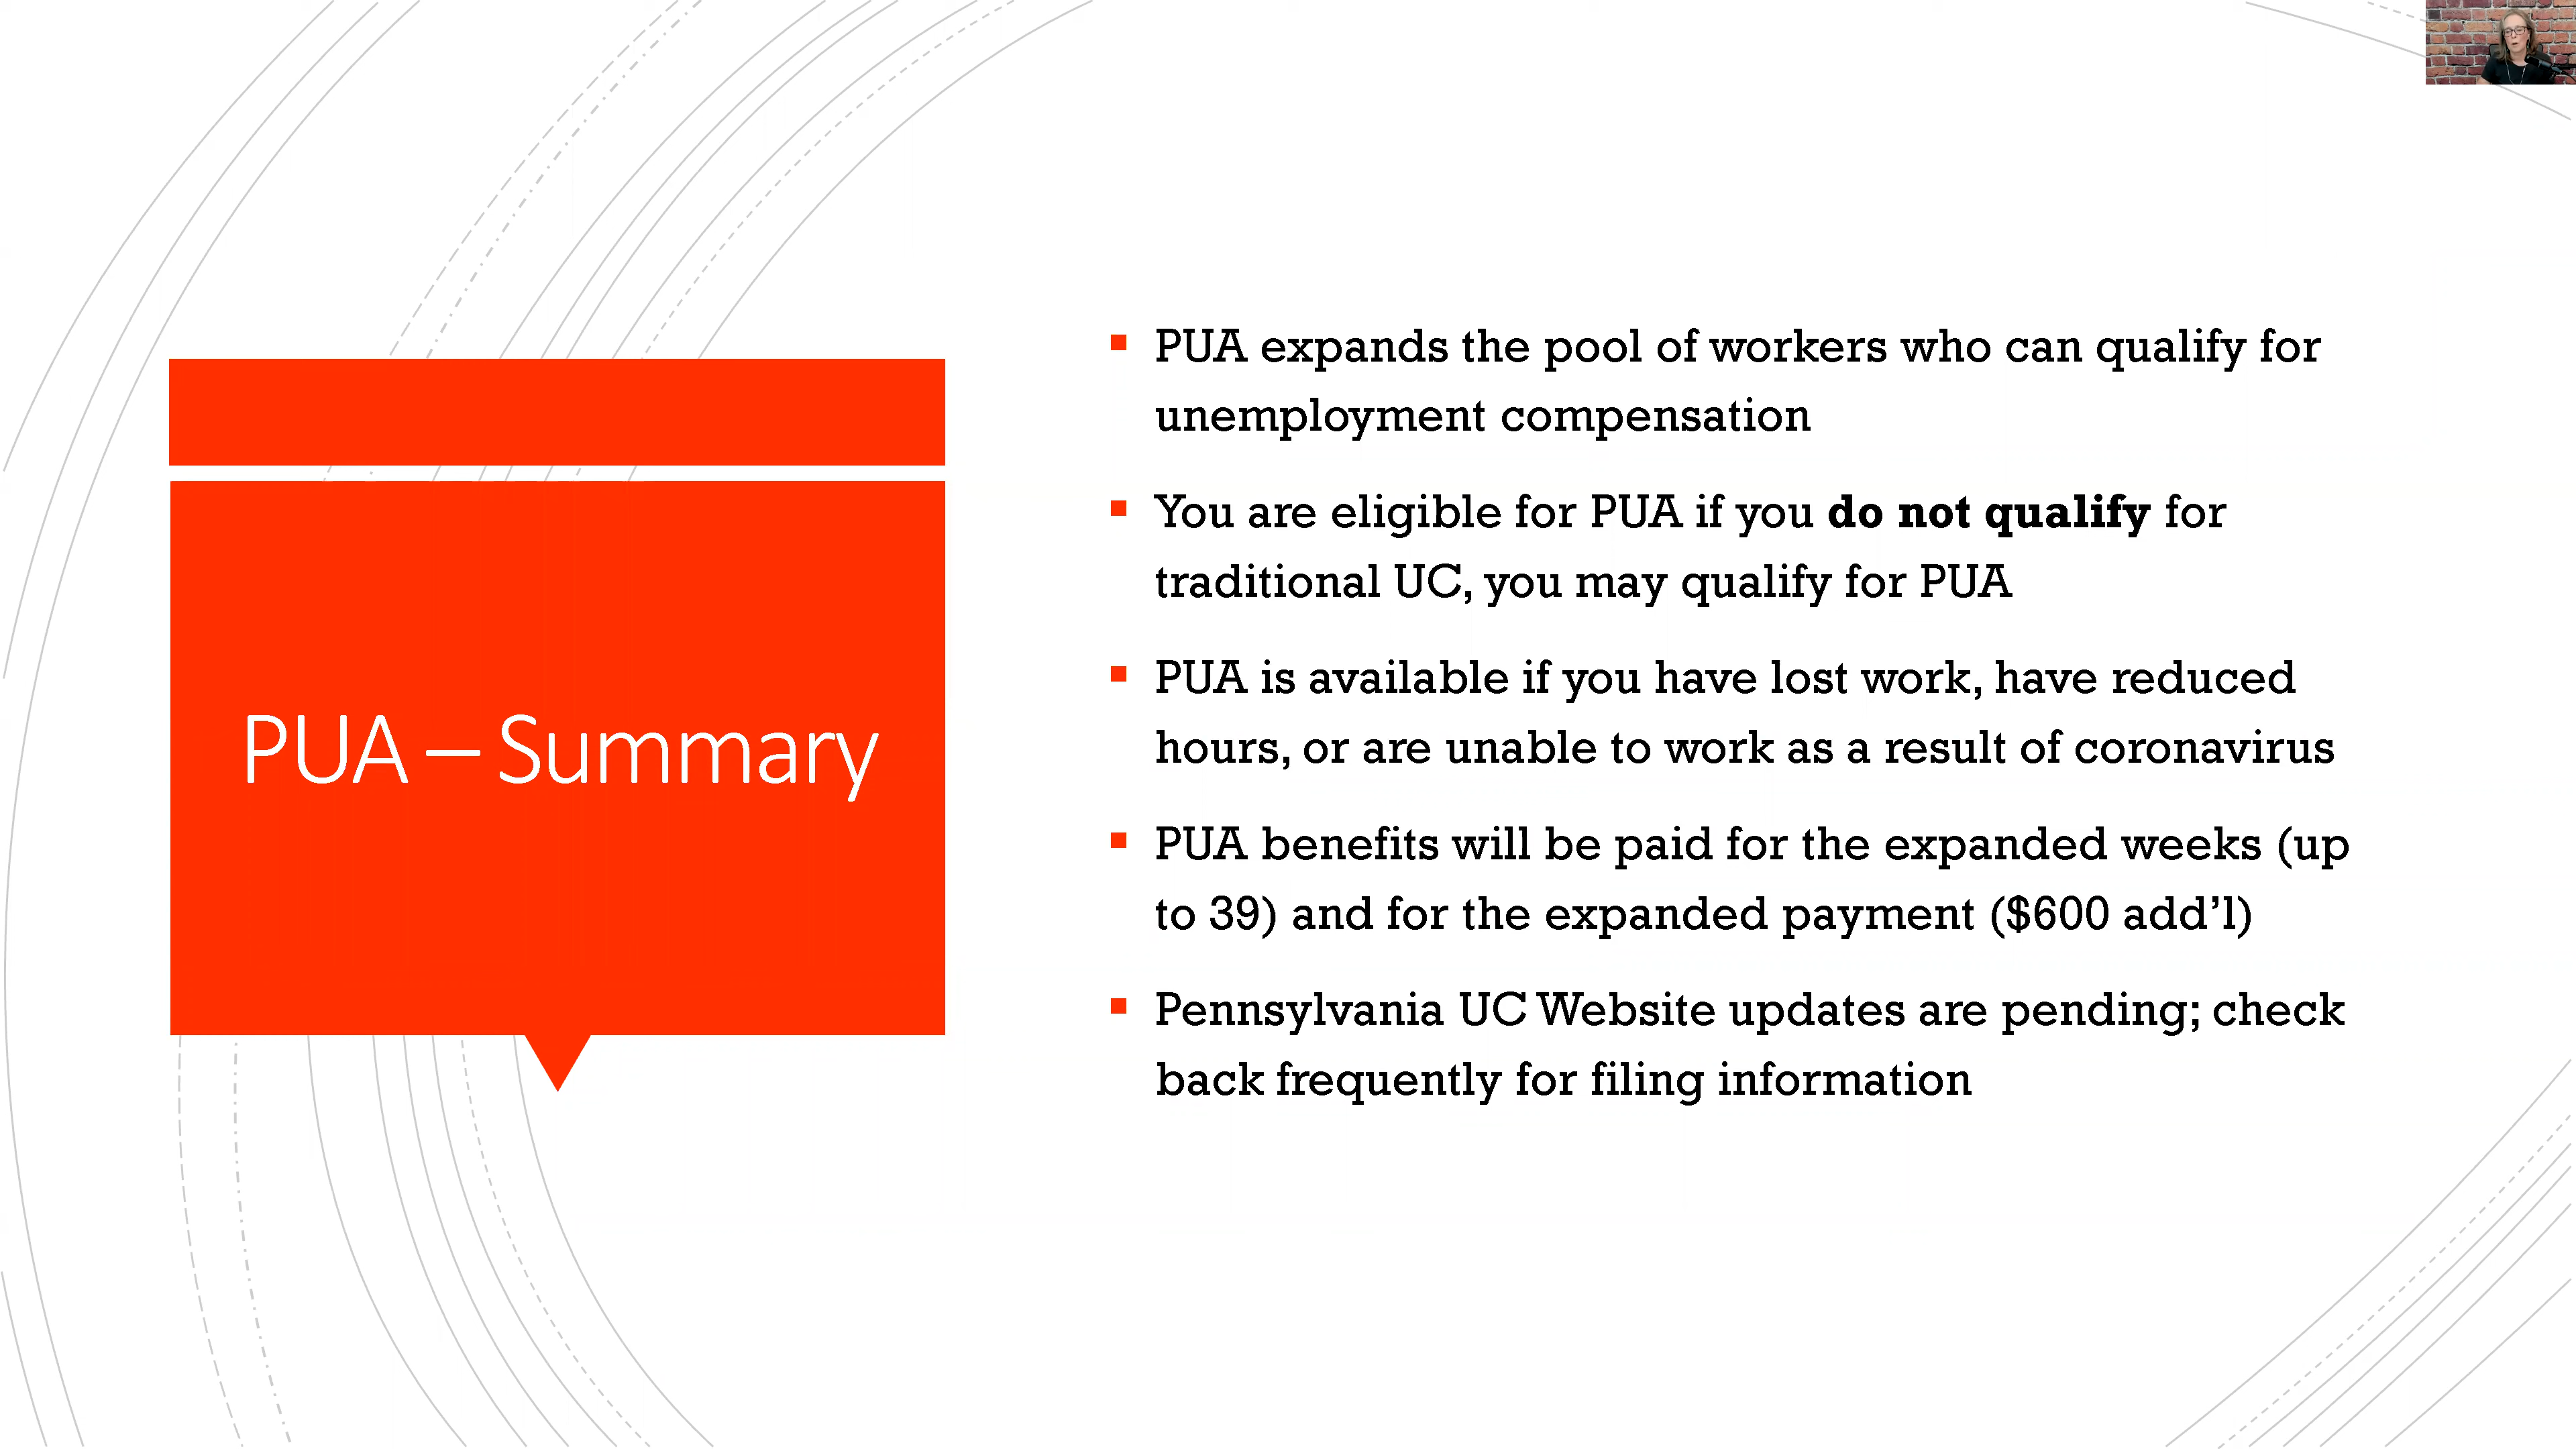 PUA – Summary
PUA expands the pool of workers who can qualify for
unemployment compensation
You are eligible for PUA if you do not qualify for
traditional UC, you may qualify for PUA
PUA is available if you have lost work, have reduced
hours, or are unable to work as a result of coronavirus
PUA benefits will be paid for the expanded weeks (up
to 39) and for the expanded payment ($600 add’l)
Pennsylvania UC Website updates are pending; check
back frequently for filing information